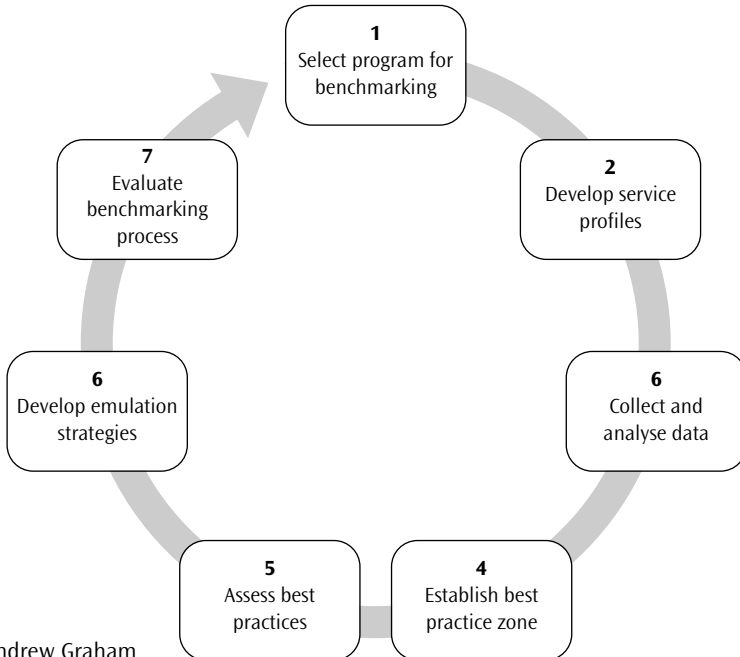 1
Select program for
benchmarking
2
Develop service
profiles
6
Collect and
analyse data
4
Establish best
practice zone
5
Assess best
practices
6
Develop emulation
strategies
7
Evaluate
benchmarking
process
Graham